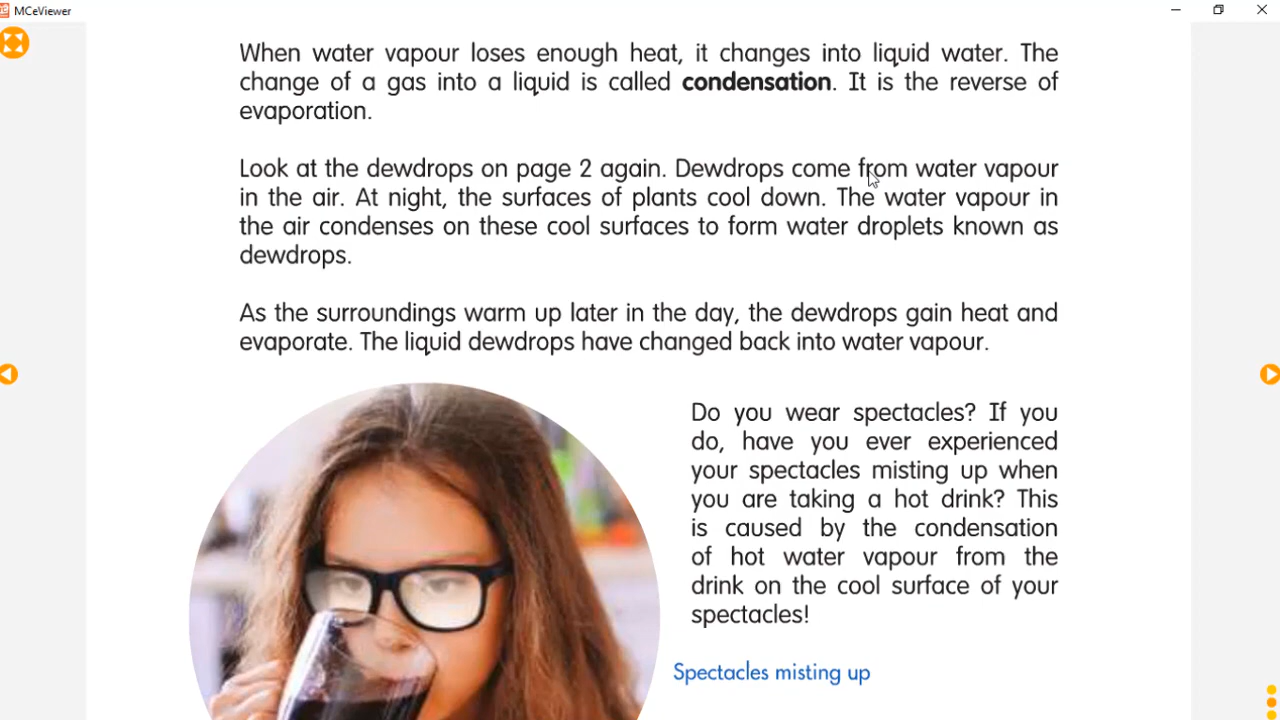 MCeViewer
When water vapour loses enough heat, it changes into liquid water. The
change of a gas into a liquid is called condensation. It is the reverse of
evaporation.
Look at the dewdrops on page 2 again. Dewdrops come from water vapour
in the air. At night, the surfaces of plants cool down. The water vapour in
the air condenses on these cool surfaces to form water droplets known as
dewdrops.
As the surroundings warm up later in the day, the dewdrops gain heat and
evaporate. The liquid dewdrops have changed back into water vapour.
Do you wear spectacles? If you
do, have you ever experienced
your spectacles misting up when
you are taking a hot drink? This
is caused by the condensation
of hot water vapour from the
drink on the cool surface of your
spectacles!
Spectacles misting up